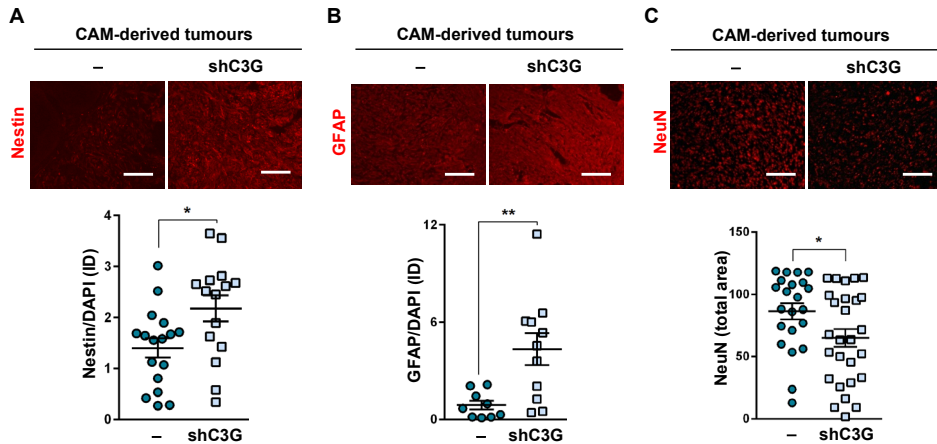 A
CAM-derived tumours
– shC3G
Nestin
Nestin/DAPI (ID)
4
3
2
1
0
*
– shC3G
B
CAM-derived tumours
– shC3G
GFAP
GFAP/DAPI (ID)
12
6
0
**
– shC3G
C
CAM-derived tumours
– shC3G
NeuN
NeuN (total area)
150
100
50
0
*
– shC3G